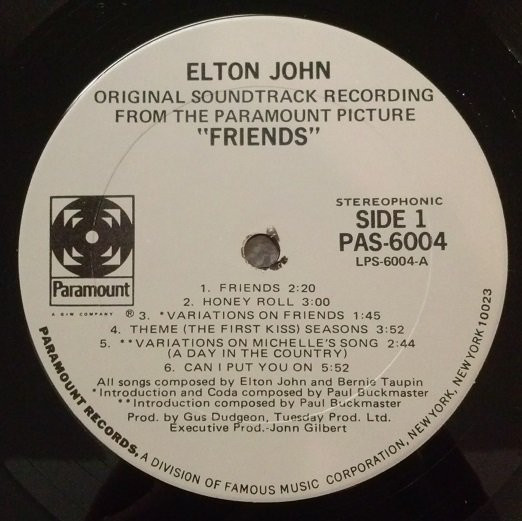 ELTON JOHN
ORIGINAL SOUNDTRACK RECORDING
FROM THE PARAMOUNT PICTURE
"FRIENDS"
STEREOPHONIC
SIDE 1
PAS-6004
LPS-6004-A
Paramount
A G+W COMPANY ®
1. FRIENDS 2:20
2. HONEY ROLL 3:00
3. *VARIATIONS ON FRIENDS 1:45
4. THEME (THE FIRST KISS) SEASONS 3:52
5. **VARIATIONS ON MICHELLE'S SONG 2:44
(A DAY IN THE COUNTRY)
6. CAN I PUT YOU ON 5:52
All songs composed by Elton John and Bernie Taupin
*Introduction and Coda composed by Paul Buckmaster
**Introduction composed by Paul Buckmaster
Prod. by Gus Dudgeon, Tuesday Prod. Ltd.
Executive Prod.-John Gilbert
PARAMOUNT RECORDS, A DIVISION OF FAMOUS MUSIC CORPORATION, NEW YORK, NEW YORK 10023